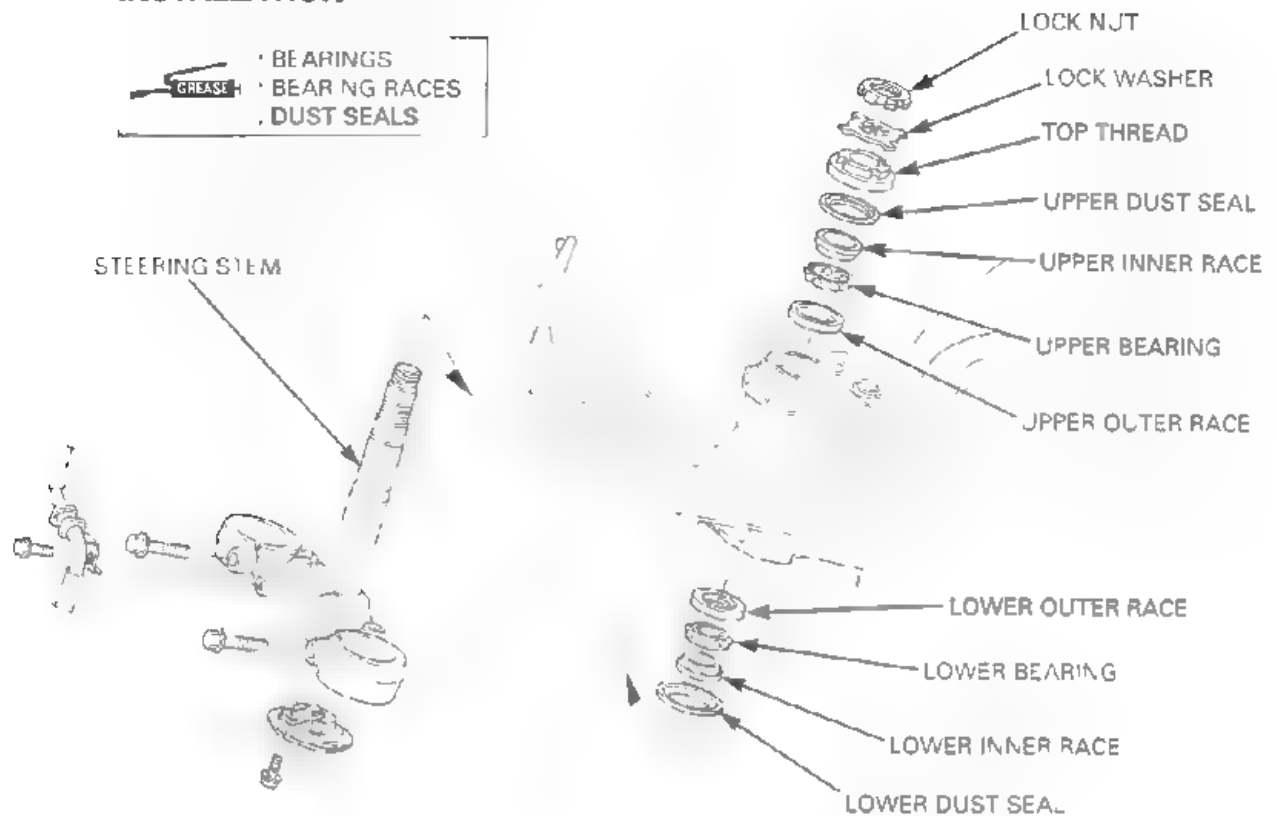 · BEARINGS
GREASE
· BEARING RACES
. DUST SEALS
LOCK NUT
LOCK WASHER
TOP THREAD
UPPER DUST SEAL
UPPER INNER RACE
UPPER BEARING
UPPER OUTER RACE
STEERING STEM
LOWER OUTER RACE
LOWER BEARING
LOWER INNER RACE
LOWER DUST SEAL